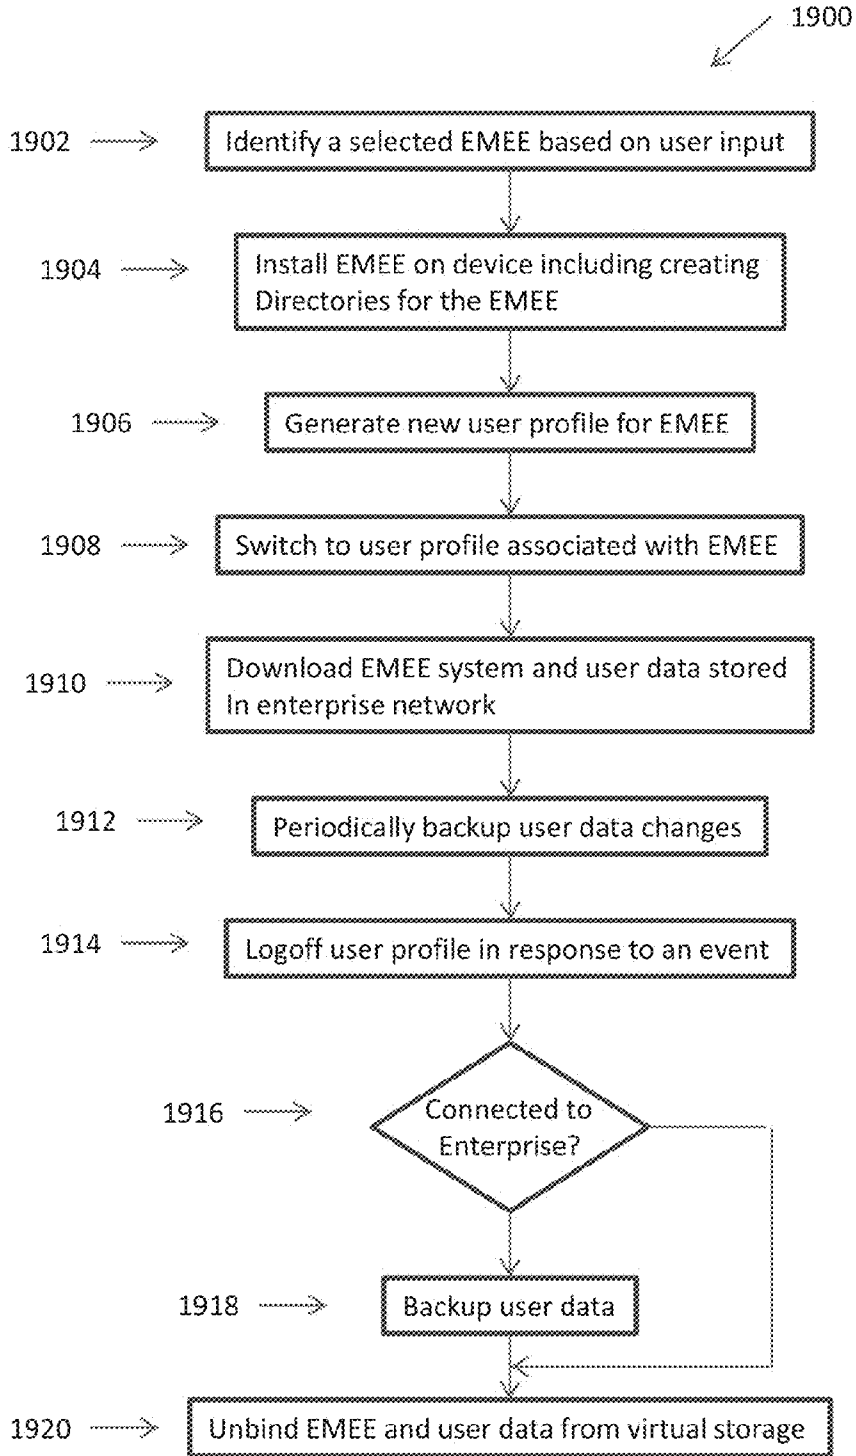 1900
1902
Identify a selected EMEE based on user input
1904
Install EMEE on device including creating
Directories for the EMEE
1906
Generate new user profile for EMEE
1908
Switch to user profile associated with EMEE
1910
Download EMEE system and user data stored
In enterprise network
1912
Periodically backup user data changes
1914
Logoff user profile in response to an event
1916
Connected to
Enterprise?
1918
Backup user data
1920
Unbind EMEE and user data from virtual storage